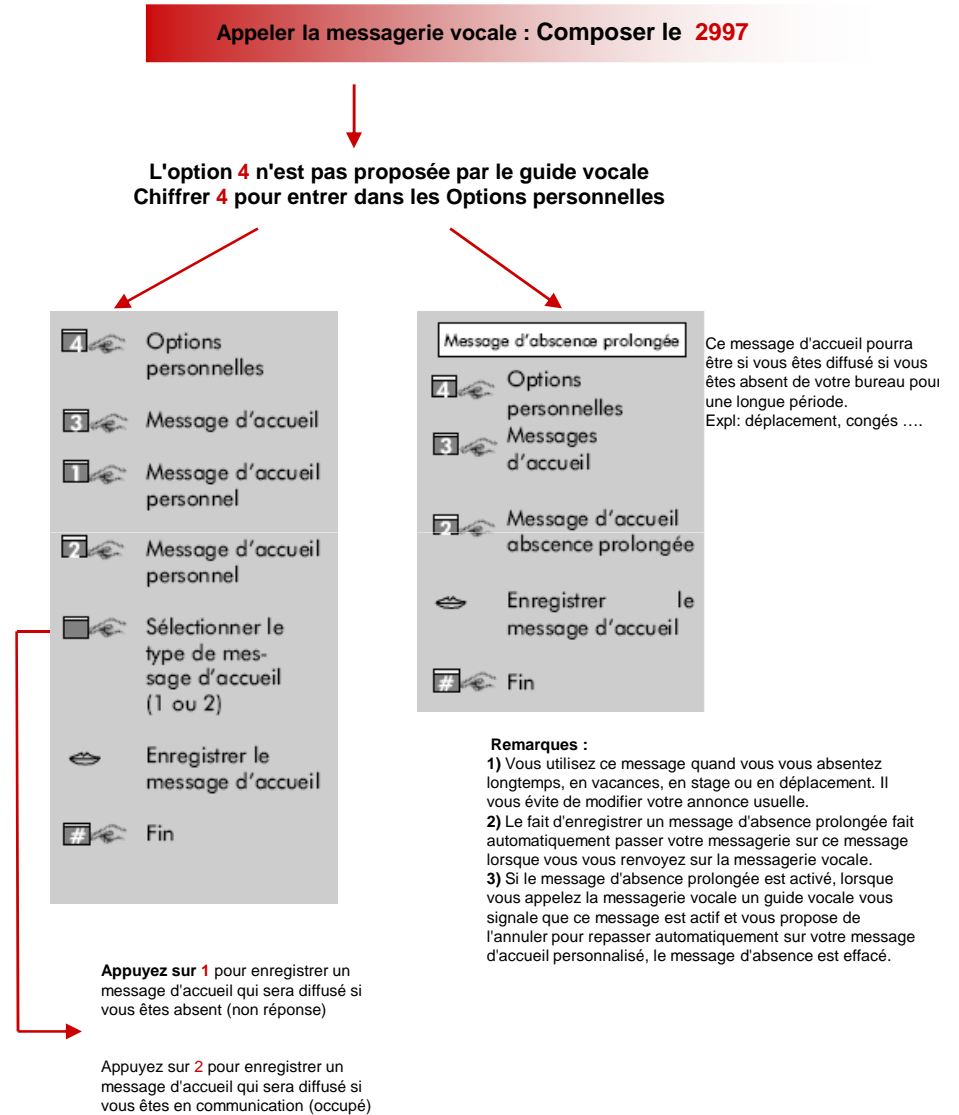 Appeler la messagerie vocale : Composer le 2997
L'option 4 n'est pas proposée par le guide vocale
Chiffrer 4 pour entrer dans les Options personnelles
4 Options
personnelles
3 Message d'accueil
1 Message d'accueil
personnel
2 Message d'accueil
personnel
Sélectionner le
type de mes-
sage d'accueil
(1 ou 2)
Enregistrer le
message d'accueil
# Fin
Message d'abscence prolongée
4 Options
personnelles
3 Messages
d'accueil
2 Message d'accueil
abscence prolongée
Enregistrer le
message d'accueil
# Fin
Ce message d'accueil pourra
être si vous êtes diffusé si vous
êtes absent de votre bureau pour
une longue période.
Expl: déplacement, congés ….
Remarques :
1) Vous utilisez ce message quand vous vous absentez
longtemps, en vacances, en stage ou en déplacement. Il
vous évite de modifier votre annonce usuelle.
2) Le fait d'enregistrer un message d'absence prolongée fait
automatiquement passer votre messagerie sur ce message
lorsque vous vous renvoyez sur la messagerie vocale.
3) Si le message d'absence prolongée est activé, lorsque
vous appelez la messagerie vocale un guide vocale vous
signale que ce message est actif et vous propose de
l'annuler pour repasser automatiquement sur votre message
d'accueil personnalisé, le message d'absence est effacé.
Appuyez sur 1 pour enregistrer un
message d'accueil qui sera diffusé si
vous êtes absent (non réponse)
Appuyez sur 2 pour enregistrer un
message d'accueil qui sera diffusé si
vous êtes en communication (occupé)